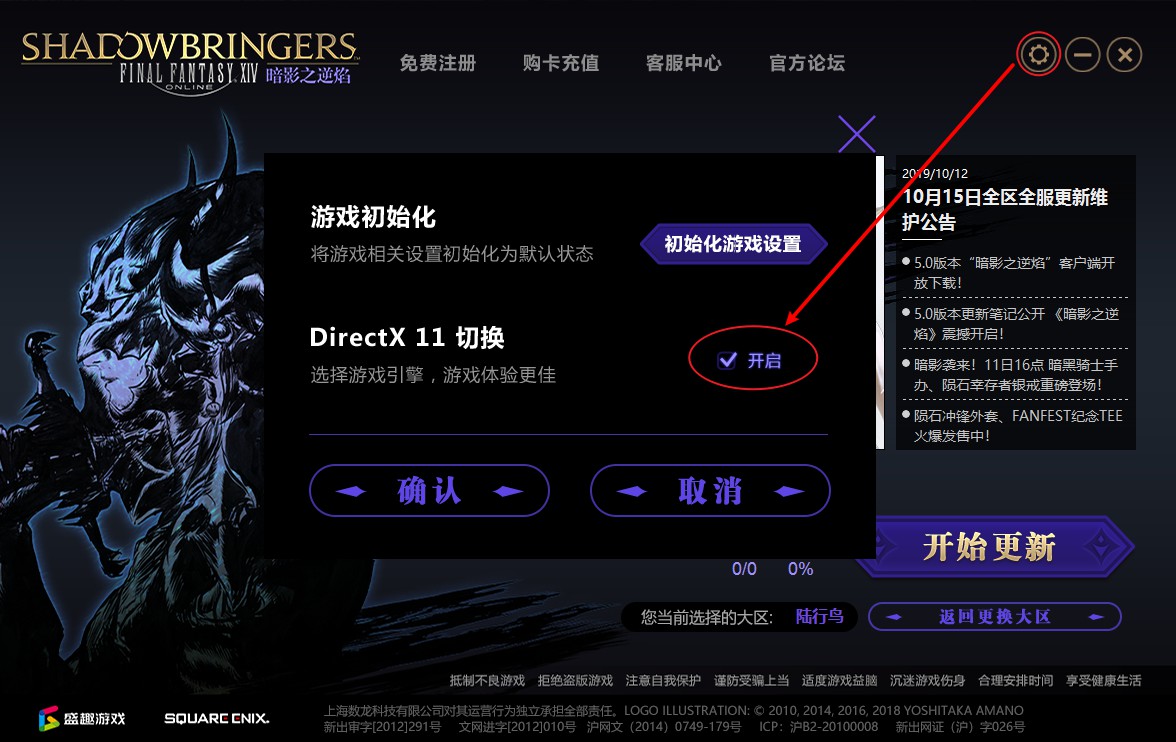 SHADOWBRINGERS
FINAL FANTASY XIV 暗影之逆焰
ONLINE
免费注册 购卡充值 客服中心 官方论坛
游戏初始化
将游戏相关设置初始化为默认状态
初始化游戏设置
DirectX 11 切换
选择游戏引擎，游戏体验更佳
开启
确认 取消
2019/10/12
10月15日全区全服更新维
护公告
5.0版本“暗影之逆焰”客户端开
放下载！
5.0版本更新笔记公开 《暗影之逆
焰》震撼开启！
暗影袭来！11日16点 暗黑骑士手
办、陨石幸存者银戒重磅登场！
陨石冲锋外套、FANFEST纪念TEE
火爆发售中！
开始更新
0/0 0%
您当前选择的大区: 陆行鸟
返回更换大区
抵制不良游戏 拒绝盗版游戏 注意自我保护 谨防受骗上当 适度游戏益脑 沉迷游戏伤身 合理安排时间 享受健康生活
盛趣游戏 SQUARE ENIX.
上海数龙科技有限公司对其运营行为独立承担全部责任。LOGO ILLUSTRATION: © 2010, 2014, 2016, 2018 YOSHITAKA AMANO
新出审字[2012]291号 文网进字[2012]010号 沪网文（2014）0749-179号 ICP：沪B2-20100008 新出网证（沪）字026号